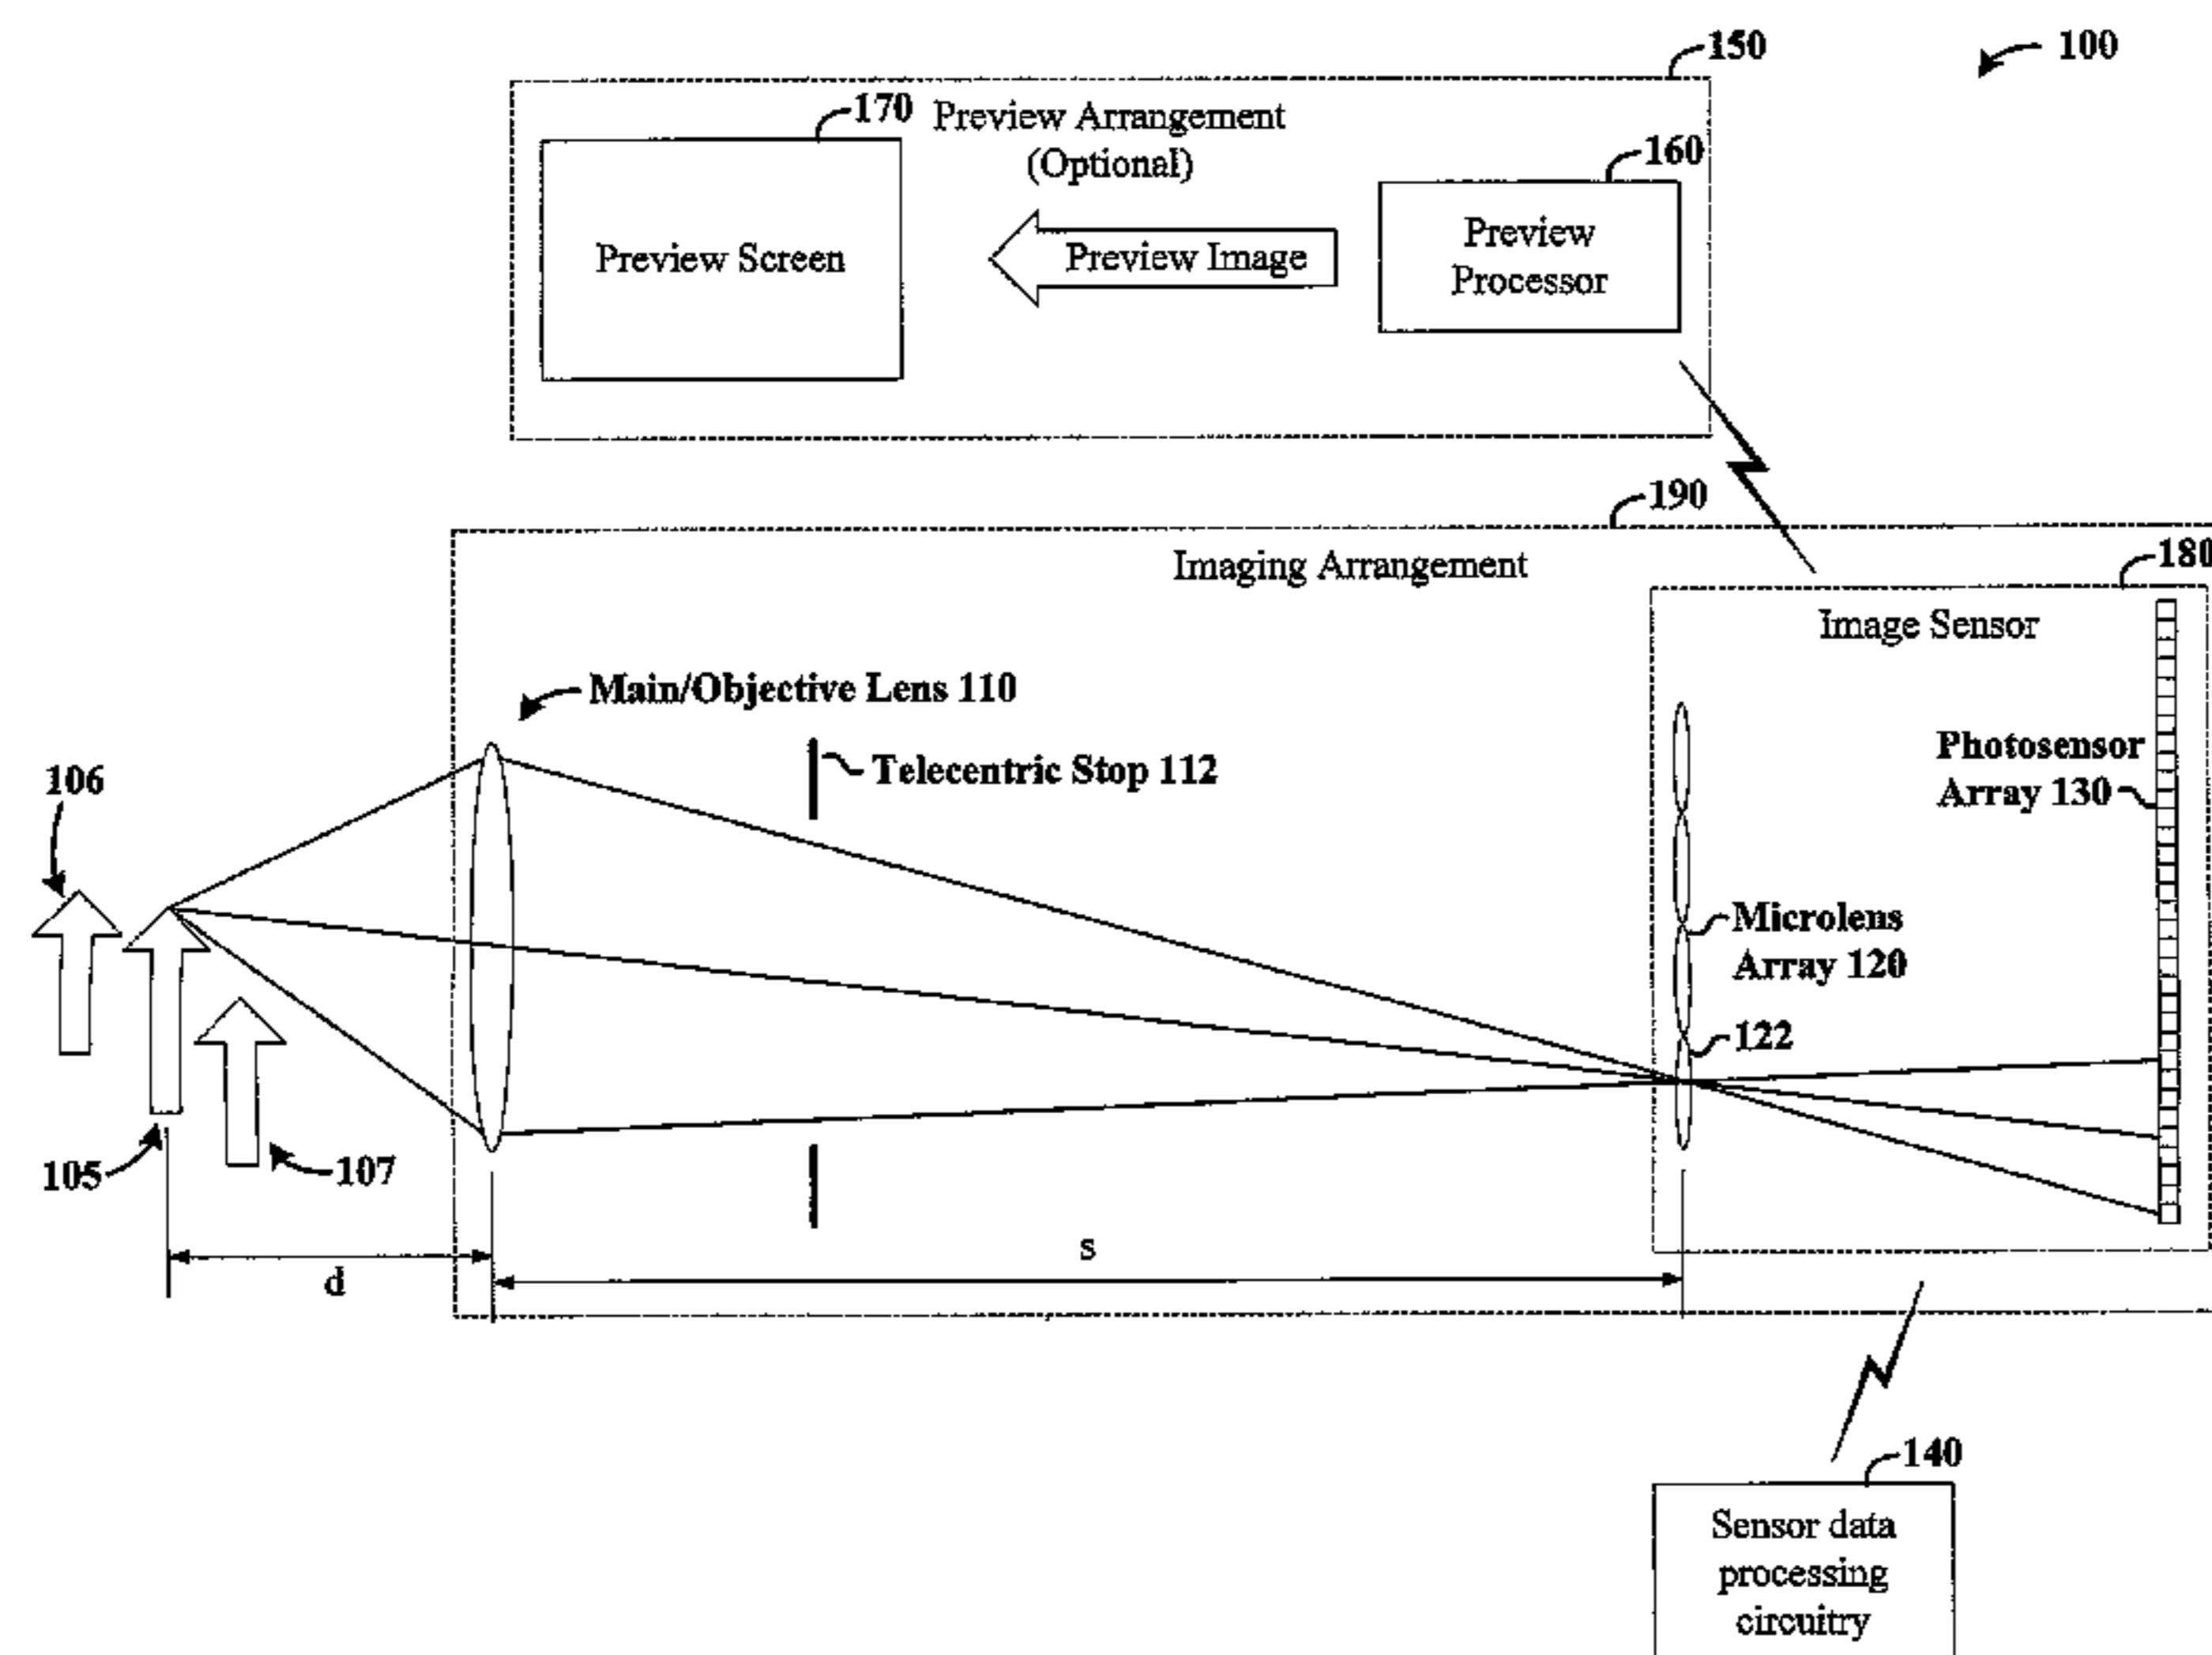 150
100
170
Preview Arrangement
(Optional)
160
Preview Screen
Preview Image
Preview
Processor
190
Imaging Arrangement
180
Image Sensor
Main/Objective Lens 110
Telecentric Stop 112
Photosensor
Array 130
106
Microlens
Array 120
122
105
107
d
s
140
Sensor data
processing
circuitry